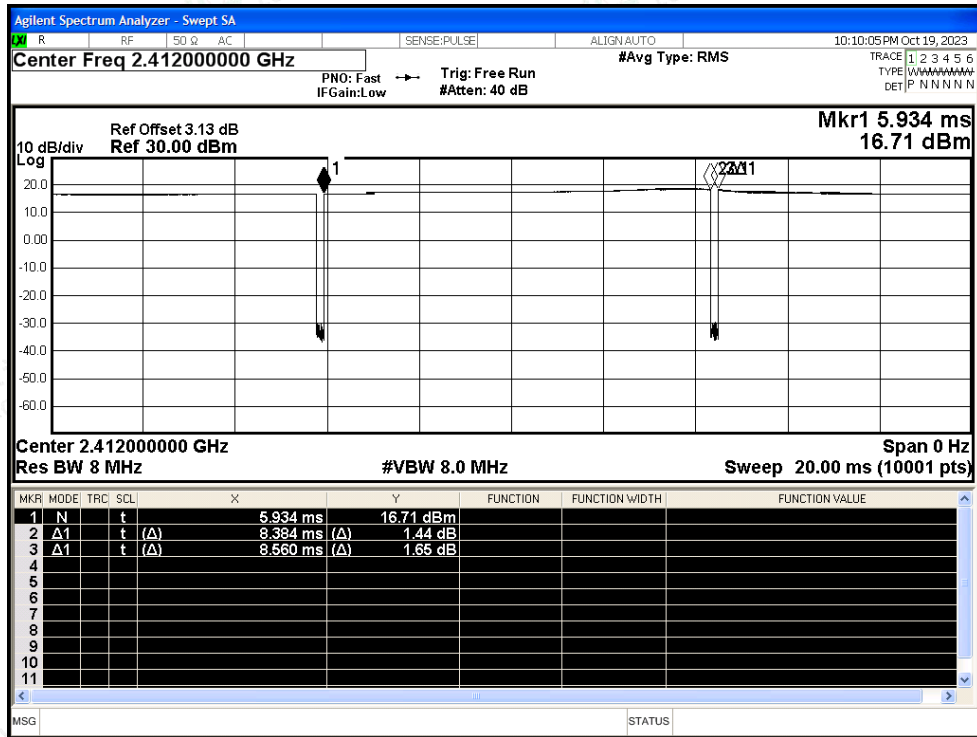 Agilent Spectrum Analyzer - Swept SA
LXI R RF 50 Ω AC SENSE:PULSE ALIGN AUTO 10:10:05 PM Oct 19, 2023
Center Freq 2.412000000 GHz #Avg Type: RMS TRACE 1 2 3 4 5 6
PNO: Fast Trig: Free Run TYPE
IFGain:Low #Atten: 40 dB DET P N N N N N
Mkr1 5.934 ms
Ref Offset 3.13 dB
10 dB/div Ref 30.00 dBm 16.71 dBm
Log
1
20.0
10.0
0.00
-10.0
-20.0
-30.0
-40.0
-50.0
-60.0
Center 2.412000000 GHz Span 0 Hz
Res BW 8 MHz #VBW 8.0 MHz Sweep 20.00 ms (10001 pts)
MKR MODE TRC SCL X Y FUNCTION FUNCTION WIDTH FUNCTION VALUE
1 N t 5.934 ms 16.71 dBm
2 Δ1 t (Δ) 8.384 ms (Δ) 1.44 dB
3 Δ1 t (Δ) 8.560 ms (Δ) 1.65 dB
4
5
6
7
8
9
10
11
MSG STATUS